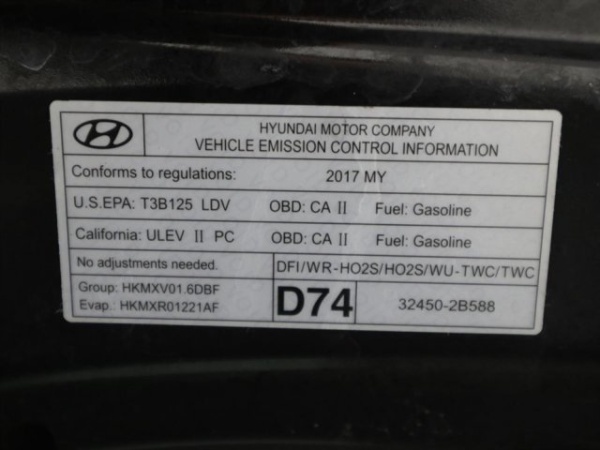 HYUNDAI MOTOR COMPANY
VEHICLE EMISSION CONTROL INFORMATION
Conforms to regulations: 2017 MY
U.S.EPA: T3B125 LDV OBD: CA II Fuel: Gasoline
California: ULEV II PC OBD: CA II Fuel: Gasoline
No adjustments needed. DFI/WR-HO2S/HO2S/WU-TWC/TWC
Group: HKMXV01.6DBF
Evap.: HKMXR01221AF
D74 32450-2B588